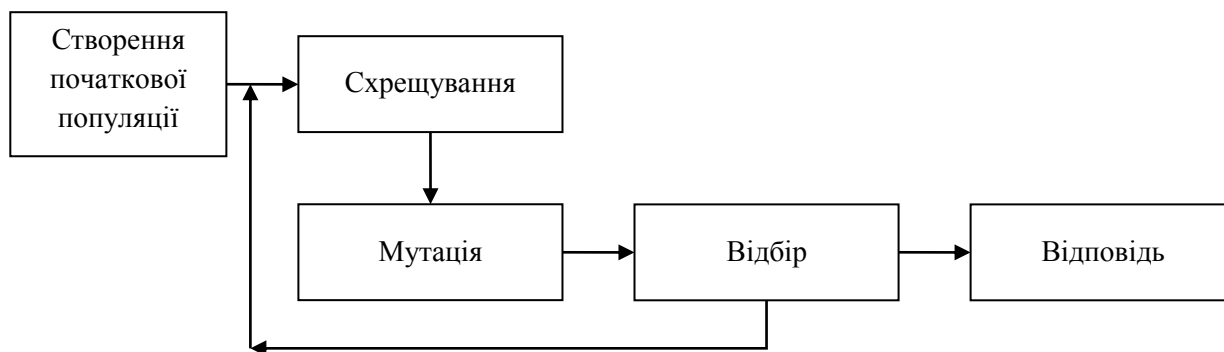 Створення
початкової
популяції
Схрещування
Мутація
Відбір
Відповідь